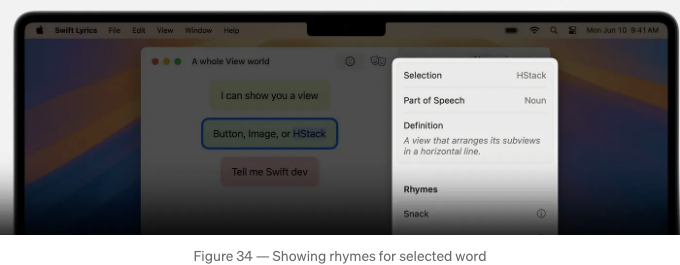 Swift Lyrics File Edit View Window Help Mon Jun 10 9:41 AM
A whole View world
I can show you a view
Button, Image, or HStack
Tell me Swift dev
Selection HStack
Part of Speech Noun
Definition
A view that arranges its subviews
in a horizontal line.
Rhymes
Snack
Figure 34 — Showing rhymes for selected word